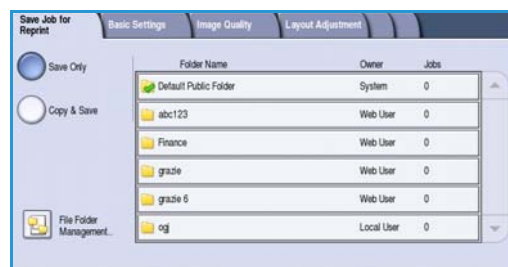 Save Job for
Reprint
Basic Settings
Image Quality
Layout Adjustment
Save Only
Copy & Save
File Folder
Management...
Folder Name Owner Jobs
Default Public Folder System 0
abc123 Web User 0
Finance Web User 0
grazie Web User 0
grazie 6 Web User 0
ogj Local User 0